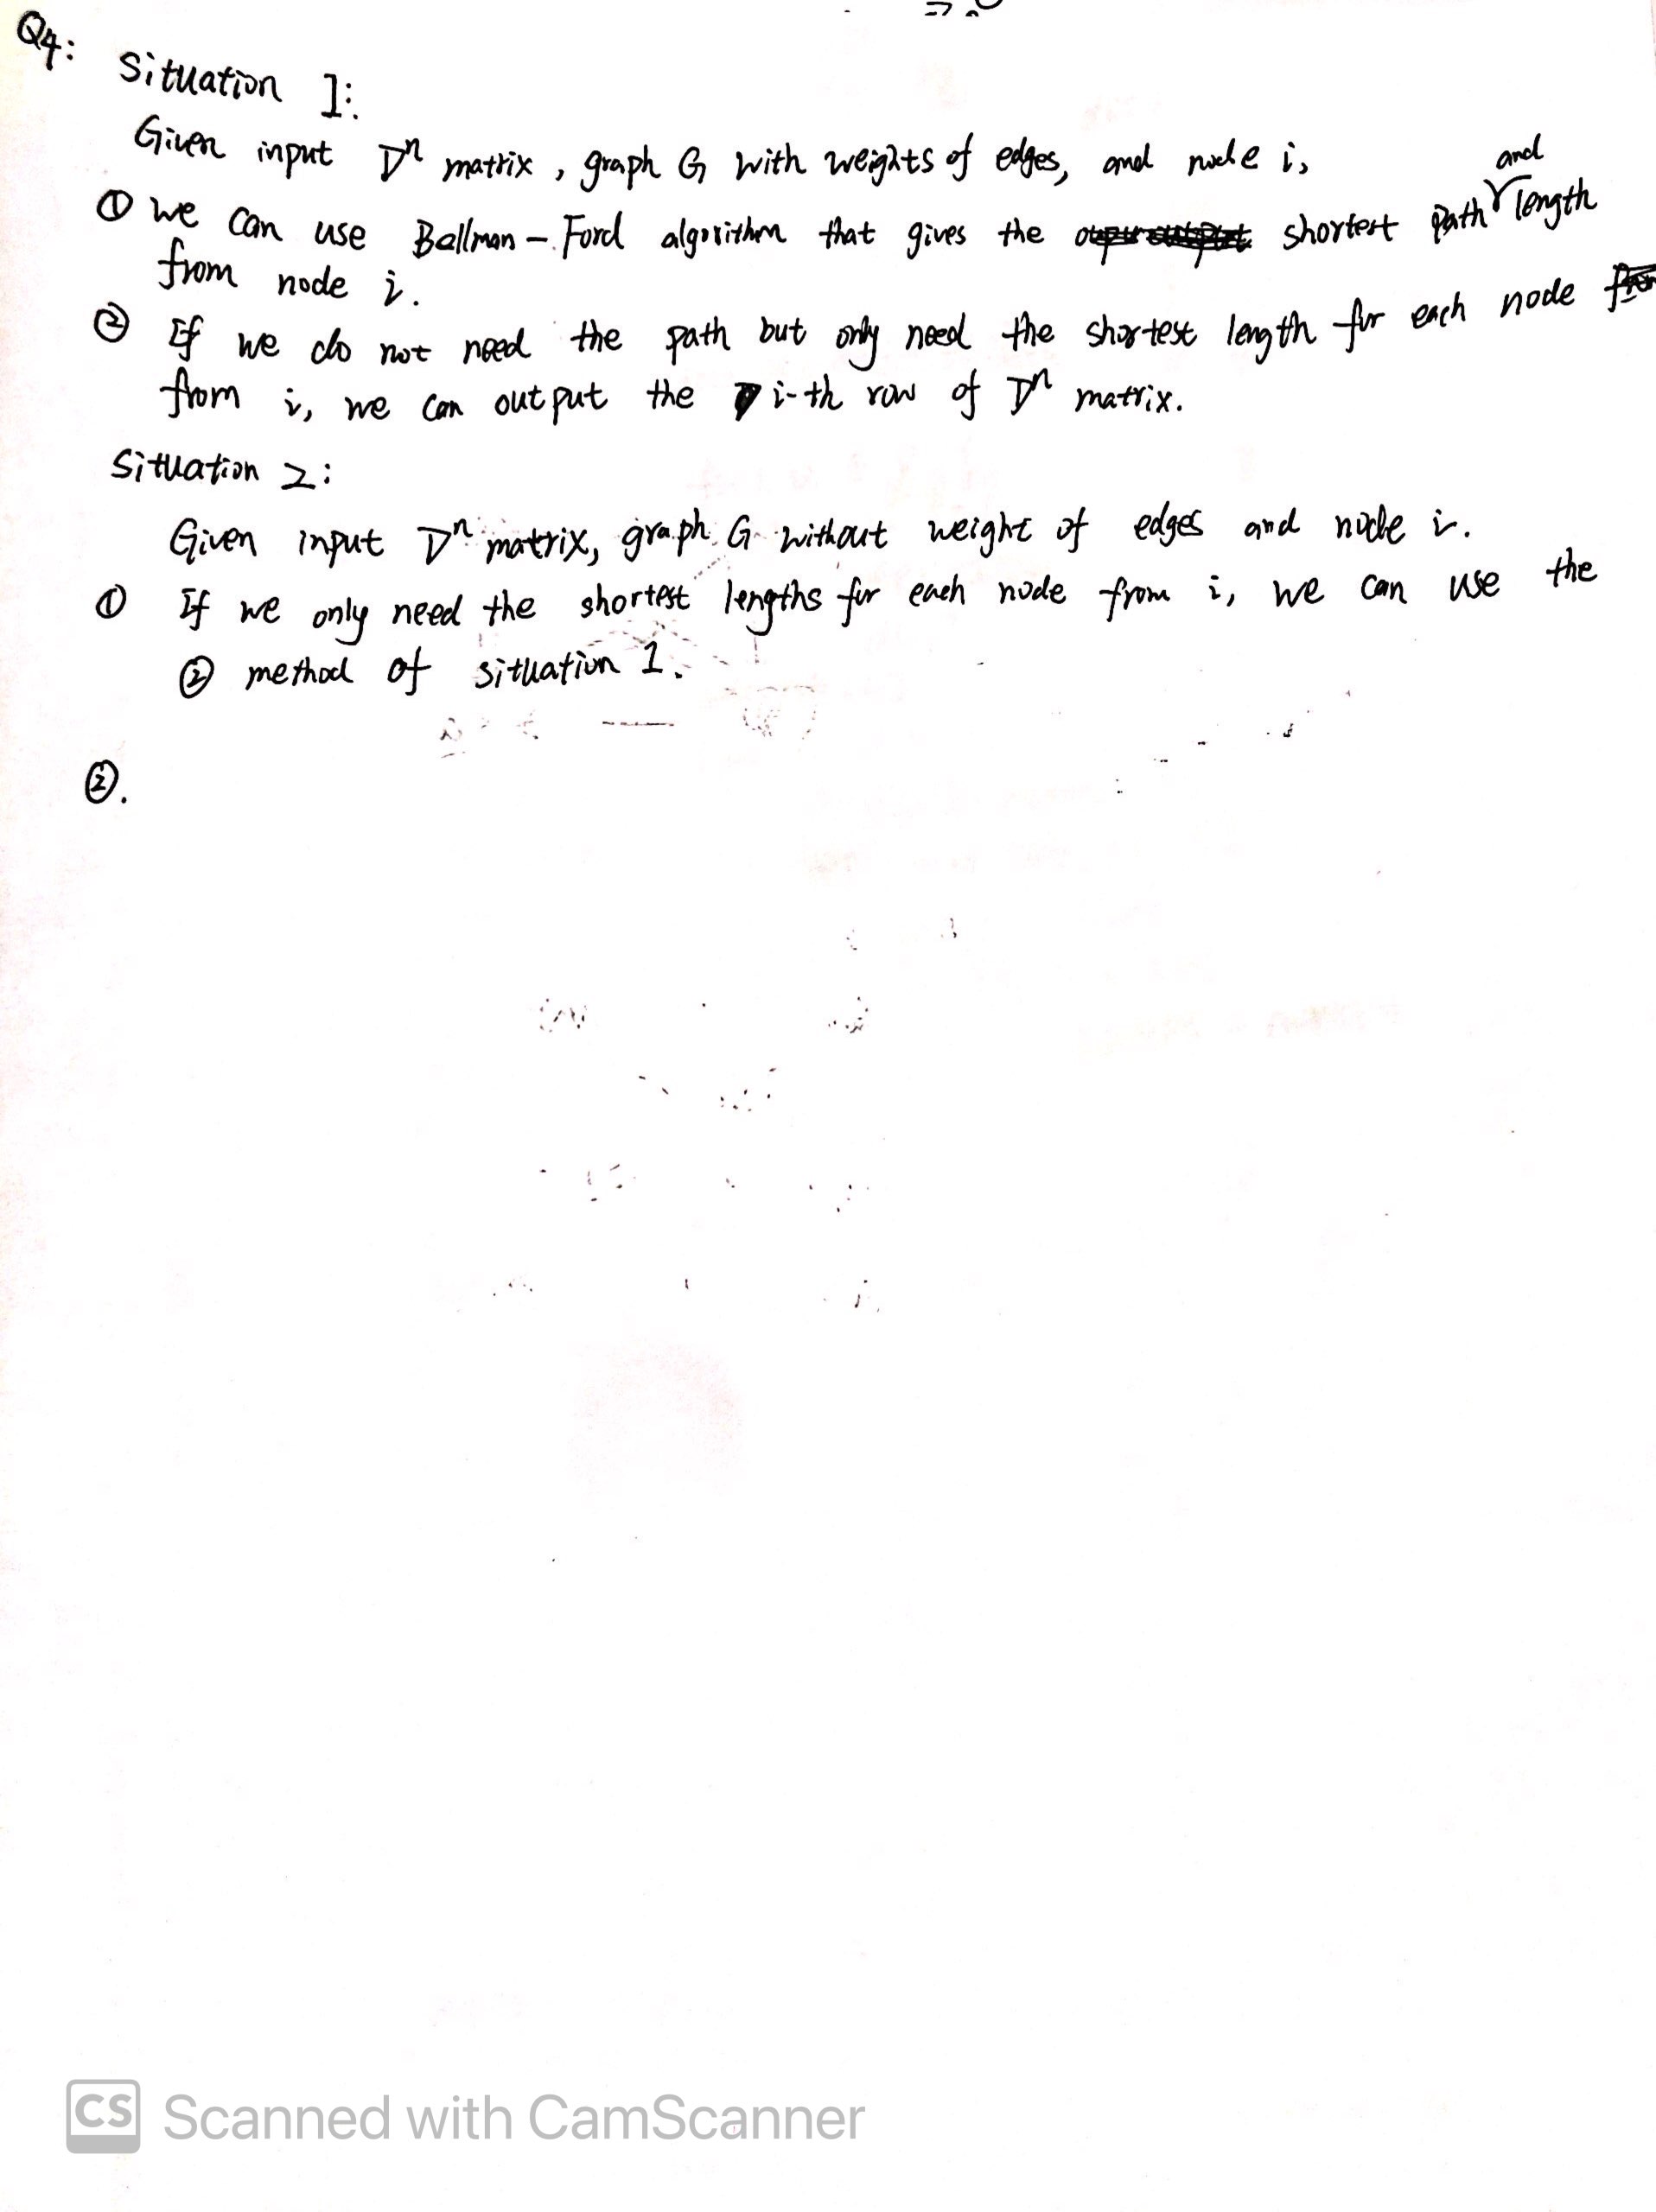 Q4: Situation 1:
Given input Dⁿ matrix, graph G with weights of edges, and node i,
① we can use Bellman-Ford algorithm that gives the shortest path and length
from node i.
② If we do not need the path but only need the shortest length for each node
from i, we can output the i-th row of Dⁿ matrix.
Situation 2:
Given input Dⁿ matrix, graph G without weight of edges and node i.
① If we only need the shortest lengths for each node from i, we can use the
② method of situation 1.
②.
CS Scanned with CamScanner